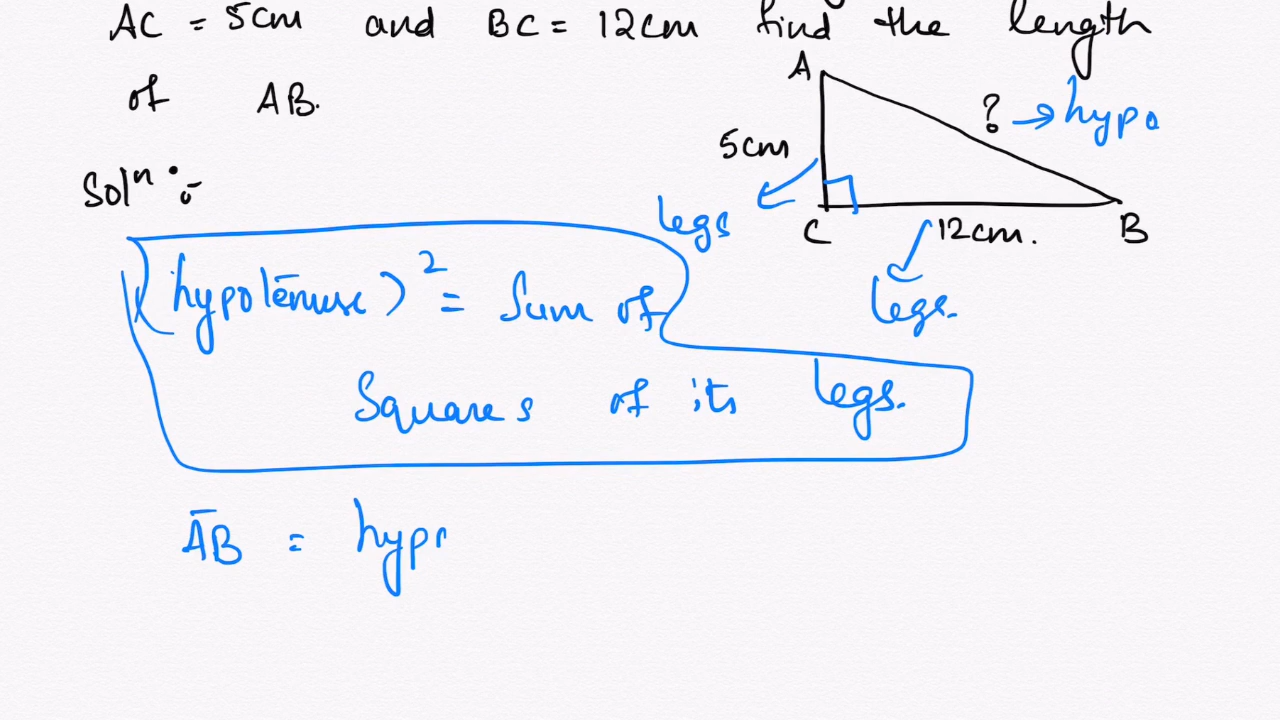 AC = 5cm and BC = 12cm find the length
of AB.
A
? → hypo
5cm
Solⁿ :-
legs
C
12cm.
B
(hypotenuse)² = Sum of
legs.
Squares of its legs.
AB = hypo